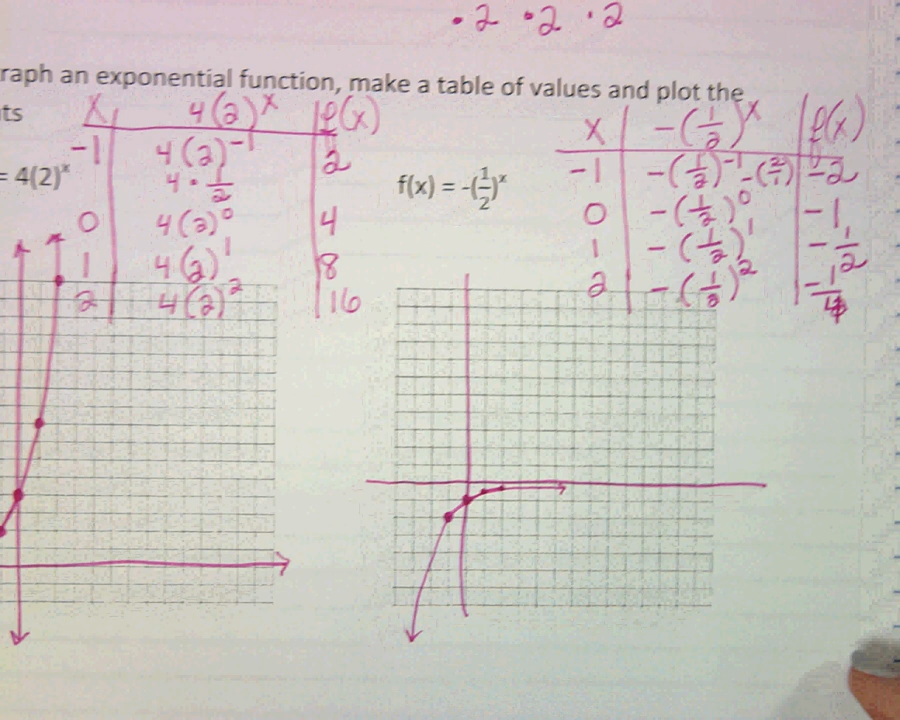 • 2 • 2 • 2
raph an exponential function, make a table of values and plot the
ts
x 4(2)^x f(x)
-1 4(2)^-1 2
4 • 1/2
0 4(2)^0 4
1 4(2)^1 8
2 4(2)^2 16
= 4(2)^x
f(x) = -(1/2)^x
x -(1/2)^x f(x)
-1 -(1/2)^-1 -(2/1) -2
0 -(1/2)^0 -1
1 -(1/2)^1 -1/2
2 -(1/2)^2 -1/4